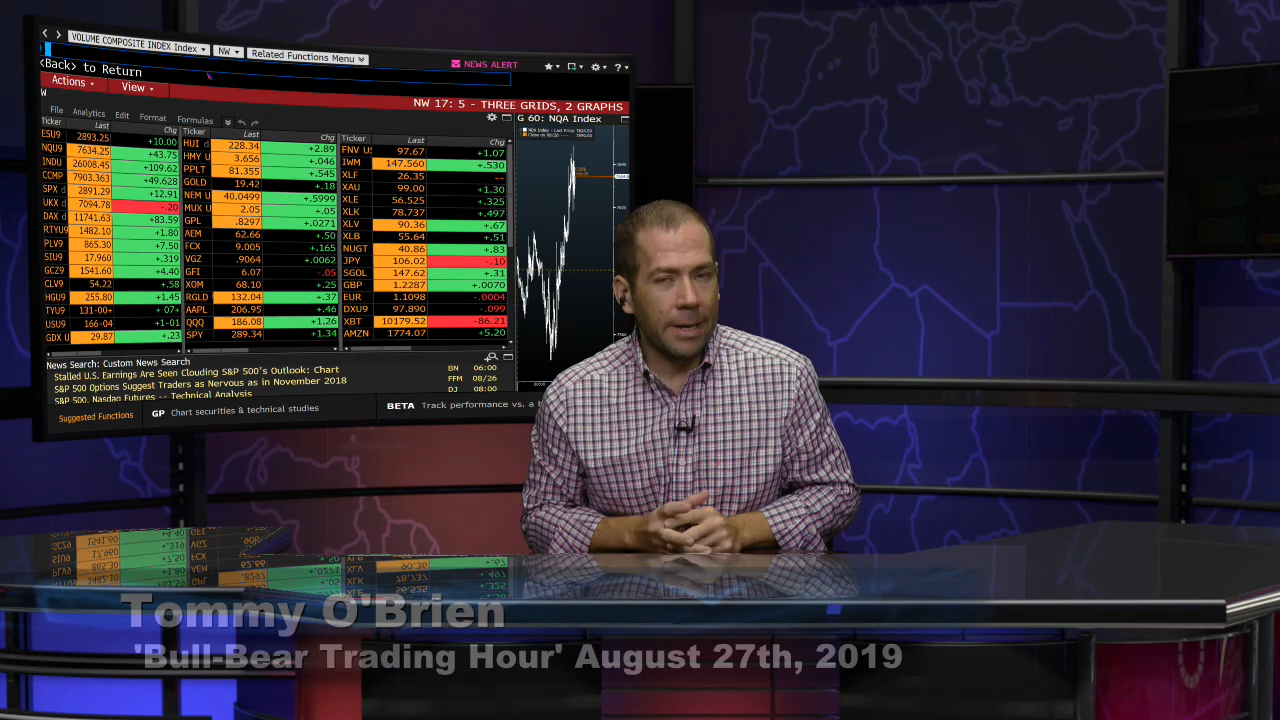 VOLUME COMPOSITE INDEX Index NW Related Functions Menu
NEWS ALERT
<Back> to Return
Actions View
W
NW 17: 5 - THREE GRIDS, 2 GRAPHS
File Analytics Edit Format Formulas
G 60: NQA Index
Ticker Last Chg
ESU9 2893.25 +10.00
NQU9 7634.25 +43.75
INDU 26008.45 +109.62
CCMP 7903.363 +49.628
SPX d 2891.29 +12.91
UKX d 7094.78 -.20
DAX d 11741.63 +83.59
RTYU9 1482.10 +1.80
PLV9 865.30 +7.50
SIU9 17.960 +.319
GCZ9 1541.60 +4.40
CLV9 54.22 +.58
HGU9 255.80 +1.45
TYU9 131-00+ + 07+
USU9 166-04 +1-01
GDX U 29.87 +.23
Ticker Last Chg
HUI d 228.34 +2.89
HMY U 3.656 +.046
PPLT 81.355 +.545
GOLD 19.42 +.18
NEM U 40.0499 +.5999
MUX U 2.05 +.05
GPL .8297 +.0271
AEM 62.66 +.50
FCX 9.005 +.165
VGZ .9064 +.0062
GFI 6.07 -.05
XOM 68.10 +.25
RGLD 132.04 +.37
AAPL 206.95 +.46
QQQ 186.08 +1.26
SPY 289.34 +1.34
Ticker Last Chg
FNV US 97.67 +1.07
IWM 147.560 +.530
XLF 26.35 --
XAU 99.00 +1.30
XLE 56.525 +.325
XLK 78.737 +.497
XLV 90.36 +.67
XLB 55.64 +.51
NUGT 40.86 +.83
JPY 106.02 -.10
SGOL 147.62 +.31
GBP 1.2287 +.0070
EUR 1.1098 -.0004
DXU9 97.890 -.099
XBT 10179.52 -86.21
AMZN 1774.07 +5.20
News Search: Custom News Search
Stalled U.S. Earnings Are Seen Clouding S&P 500's Outlook: Chart BN 06:00
S&P 500 Options Suggest Traders as Nervous as in November 2018 FFM 08/26
S&P 500, Nasdaq Futures -- Technical Analysis DJ 08:00
Suggested Functions GP Chart securities & technical studies BETA Track performance vs. a
Tommy O'Brien
'Bull-Bear Trading Hour' August 27th, 2019